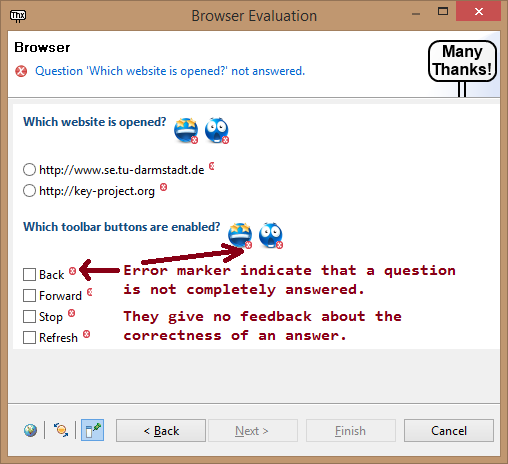 Thx
Browser Evaluation
Browser
Question 'Which website is opened?' not answered.
Many
Thanks!
Which website is opened?
http://www.se.tu-darmstadt.de
http://key-project.org
Which toolbar buttons are enabled?
Back
Error marker indicate that a question
is not completely answered.
Forward
Stop
They give no feedback about the
correctness of an answer.
Refresh
< Back
Next >
Finish
Cancel